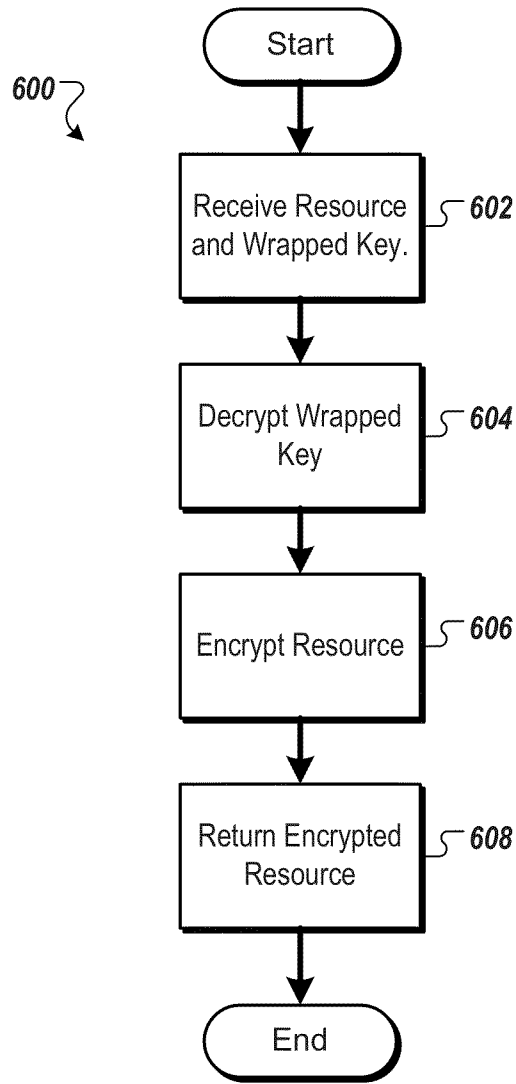 Start
600
Receive Resource
and Wrapped Key.
602
Decrypt Wrapped
Key
604
Encrypt Resource
606
Return Encrypted
Resource
608
End